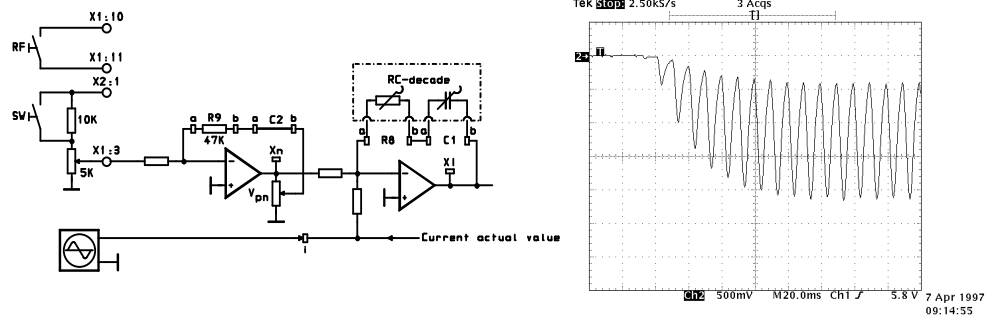 X1:10
RF
X1:11
X2:1
SW
10K
X1:3
5K
a R9 b a C2 b
47K
Xn
Vpn
RC-decade
a R8 b a C1 b
XI
i
Current actual value
Tek Stop: 2.50kS/s 3 Acqs
[T]
T
2→
Ch2 500mV M20.0ms Ch1 5.8 V
7 Apr 1997
09:14:55